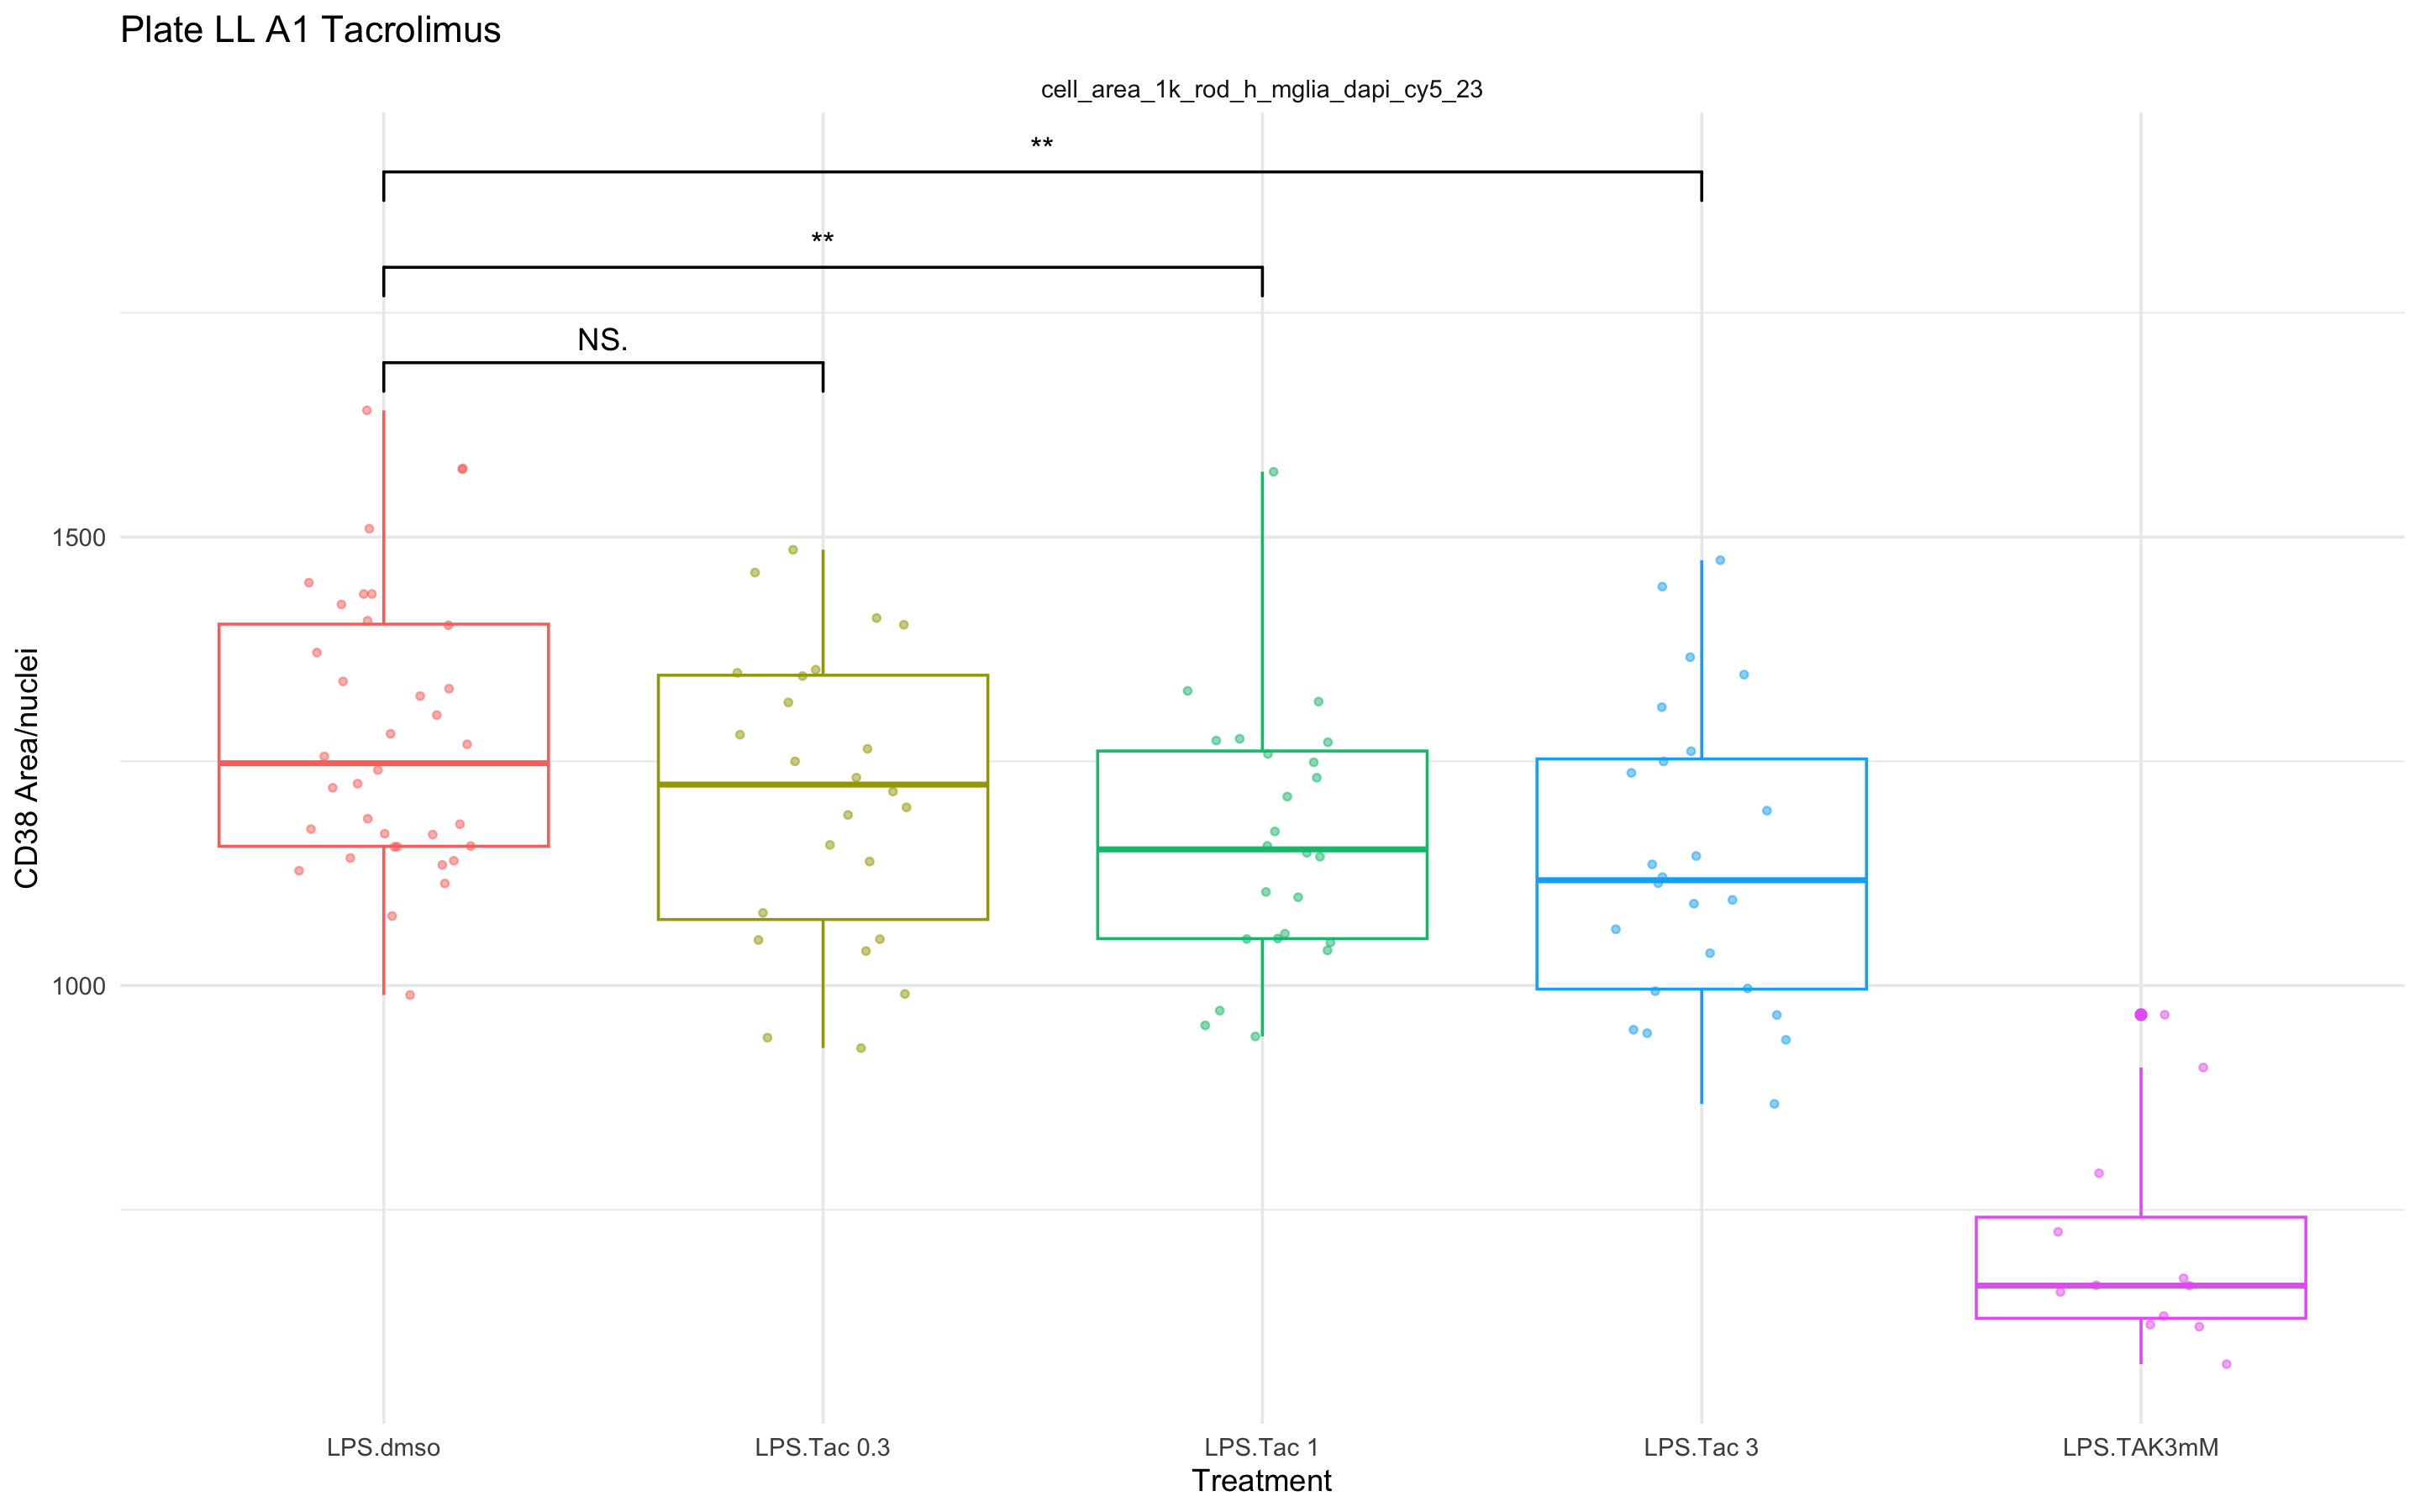 Plate LL A1 Tacrolimus
cell_area_1k_rod_h_mglia_dapi_cy5_23
**
**
NS.
1500
1000
CD38 Area/nuclei
LPS.dmso LPS.Tac 0.3 LPS.Tac 1 LPS.Tac 3 LPS.TAK3mM
Treatment